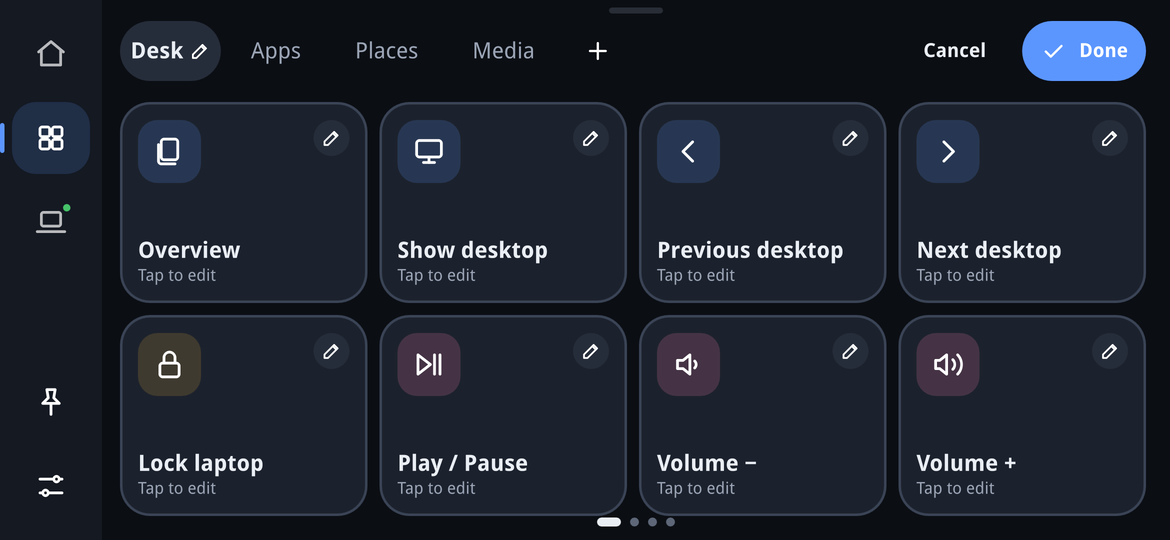 Desk Apps Places Media + Cancel Done
Overview Show desktop Previous desktop Next desktop
Tap to edit Tap to edit Tap to edit Tap to edit
Lock laptop Play / Pause Volume − Volume +
Tap to edit Tap to edit Tap to edit Tap to edit